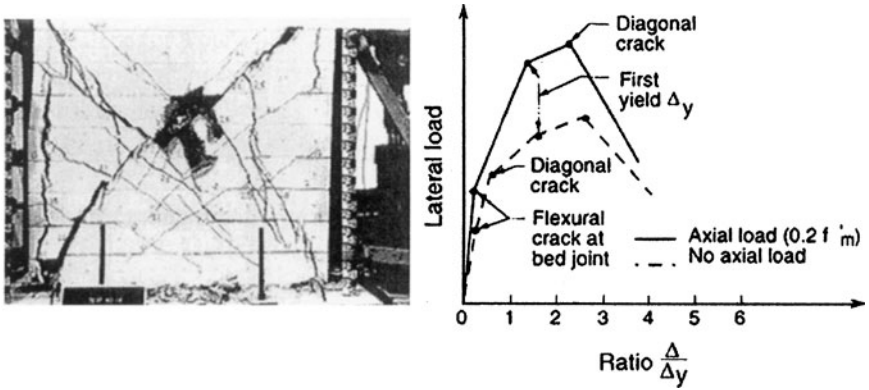 Lateral load
Diagonal
crack
First
yield Δy
Diagonal
crack
Flexural
crack at
bed joint
Axial load (0.2 f'm)
No axial load
0 1 2 3 4 5 6
Ratio Δ
Δy